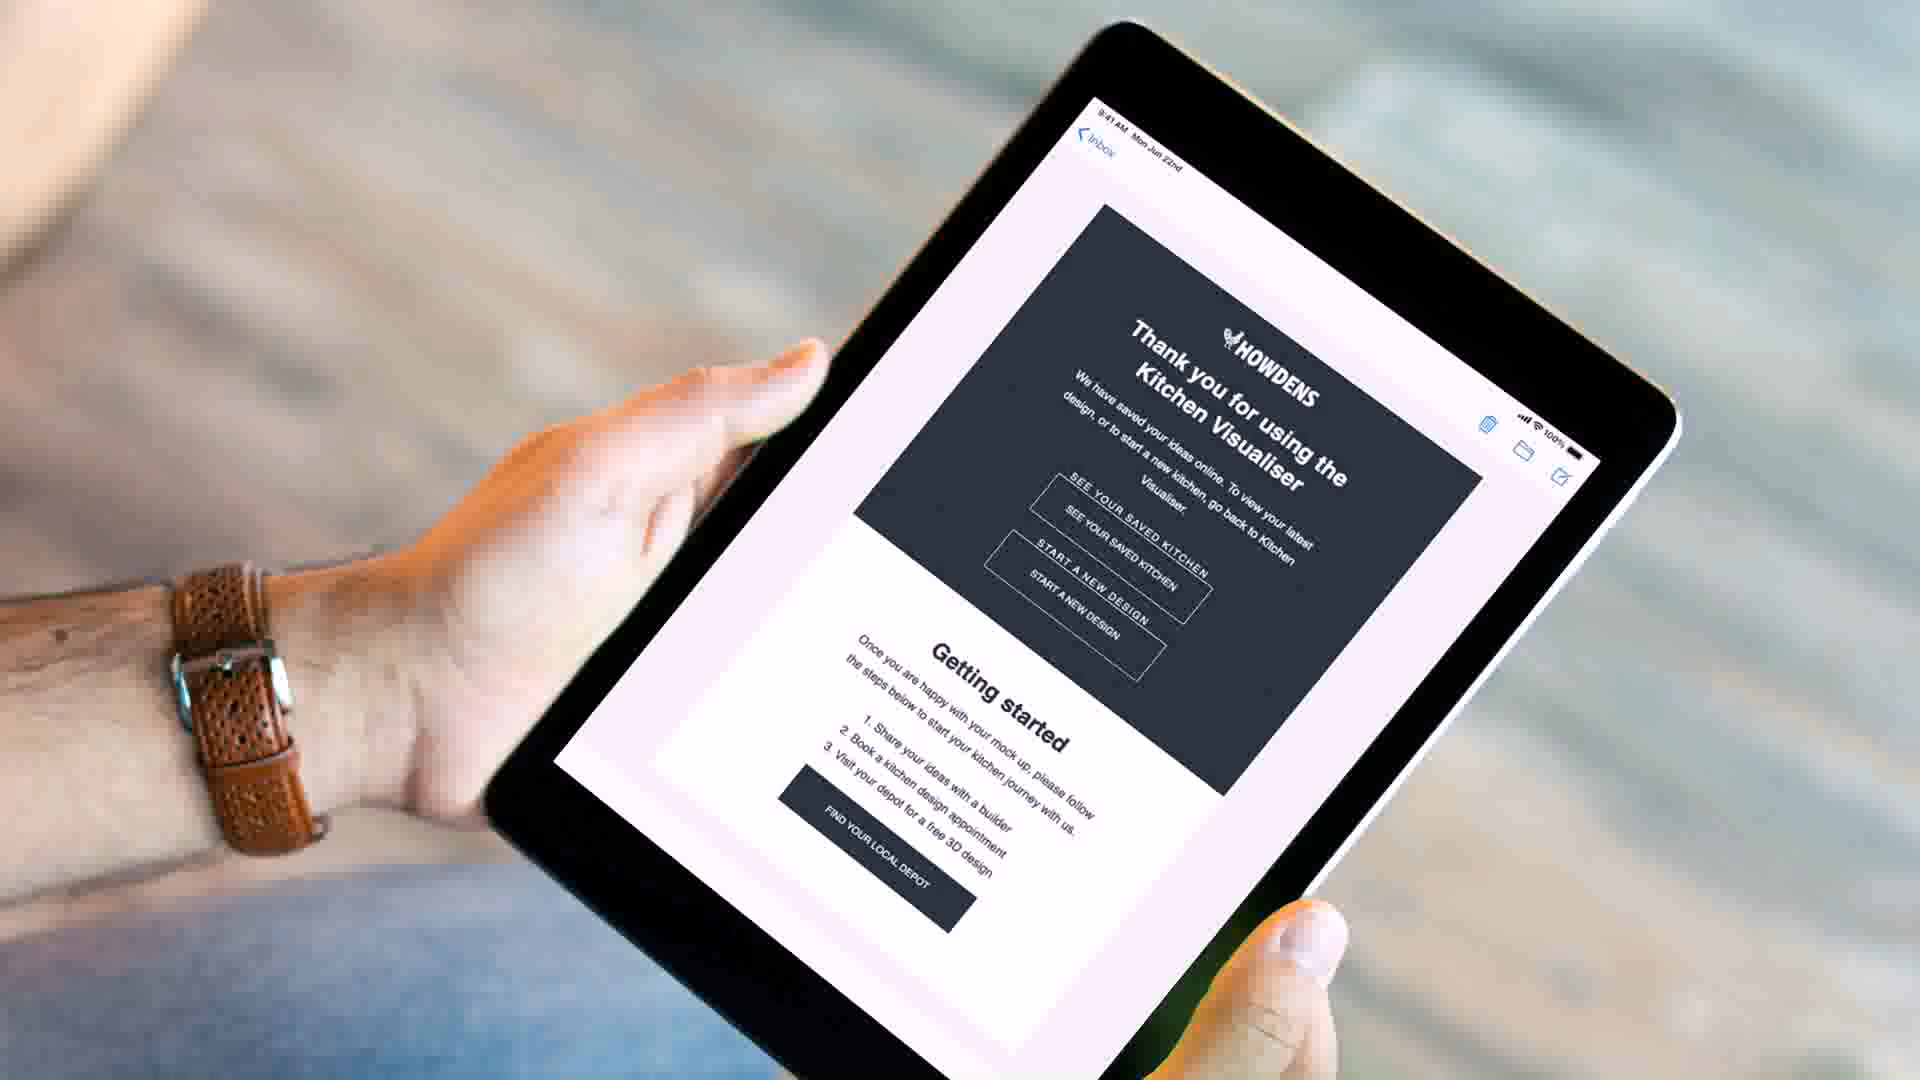 9:41 AM Mon Jun 22nd
100%
Inbox
HOWDENS
Thank you for using the
Kitchen Visualiser
We have saved your ideas online. To view your latest
design, or to start a new kitchen, go back to Kitchen
Visualiser.
SEE YOUR SAVED KITCHEN
SEE YOUR SAVED KITCHEN
START A NEW DESIGN
START A NEW DESIGN
Getting started
Once you are happy with your mock up, please follow
the steps below to start your kitchen journey with us.
1. Share your ideas with a builder
2. Book a kitchen design appointment
3. Visit your depot for a free 3D design
FIND YOUR LOCAL DEPOT